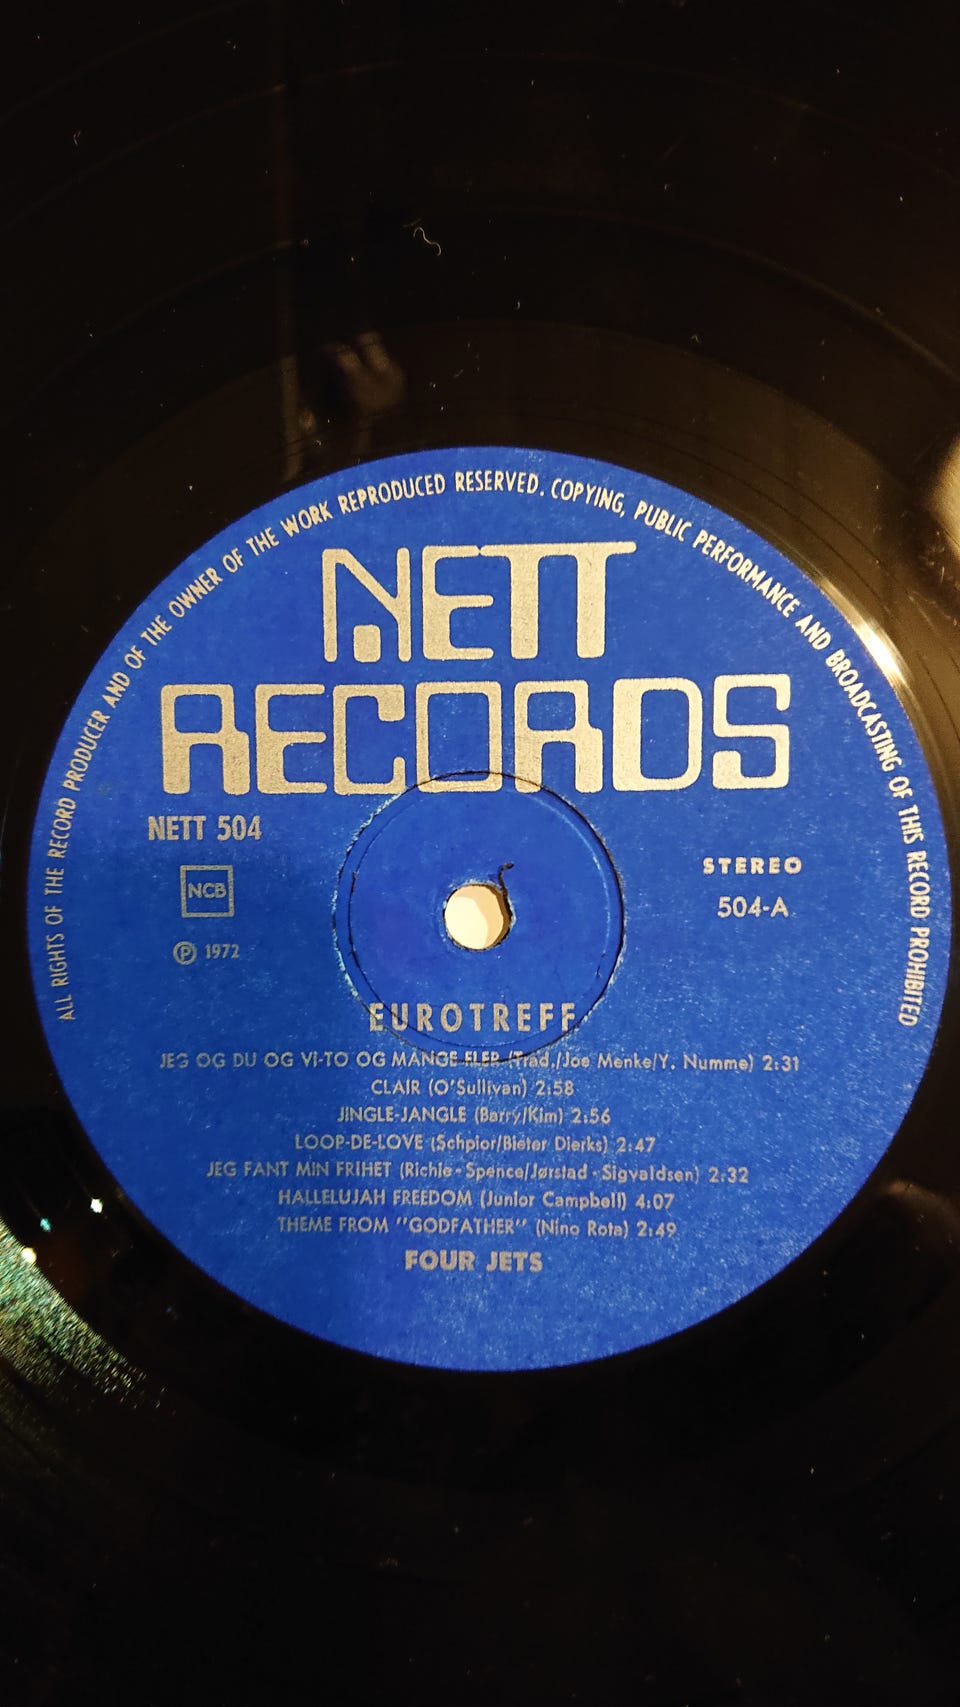 ALL RIGHTS OF THE RECORD PRODUCER AND OF THE OWNER OF THE WORK REPRODUCED RESERVED. COPYING, PUBLIC PERFORMANCE AND BROADCASTING OF THIS RECORD PROHIBITED
NETT
RECORDS
NETT 504
NCB
Ⓟ 1972
STEREO
504-A
EUROTREFF
JEG OG DU OG VI-TO OG MANGE FLER (Trad./Joe Menke/Y. Numme) 2:31
CLAIR (O'Sullivan) 2:58
JINGLE-JANGLE (Barry/Kim) 2:56
LOOP-DE-LOVE (Schpior/Bieter Dierks) 2:47
JEG FANT MIN FRIHET (Richie-Spence/Jørstad-Sigvaldsen) 2:32
HALLELUJAH FREEDOM (Junior Campbell) 4:07
THEME FROM "GODFATHER" (Nino Rota) 2:49
FOUR JETS